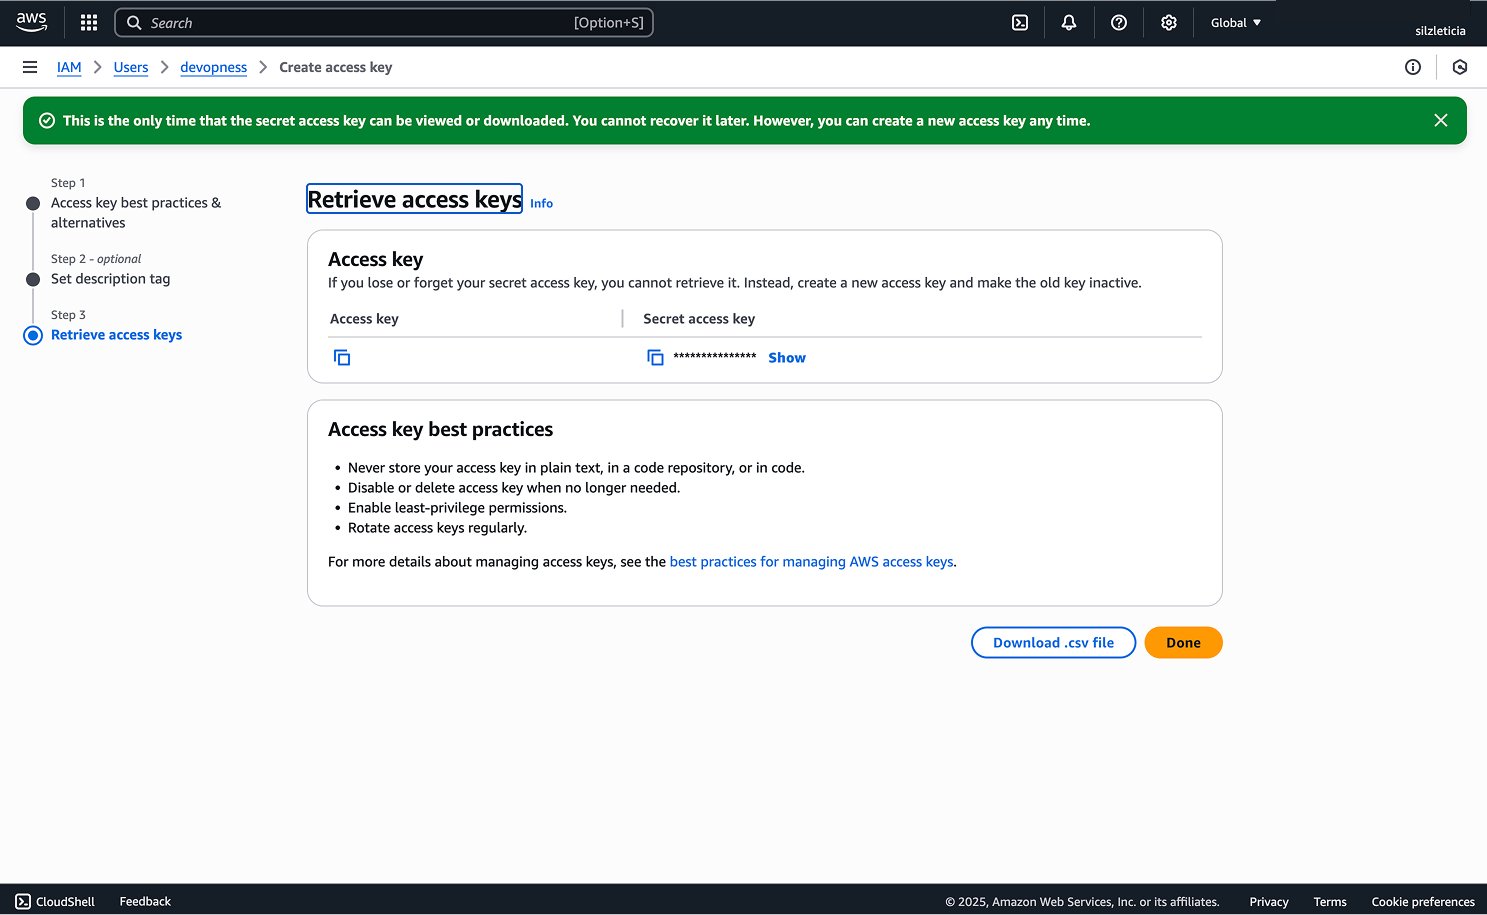 aws
Search [Option+S]
Global
silzleticia
IAM Users devopness Create access key
This is the only time that the secret access key can be viewed or downloaded. You cannot recover it later. However, you can create a new access key any time.
Step 1
Access key best practices &
alternatives
Step 2 - optional
Set description tag
Step 3
Retrieve access keys
Retrieve access keys Info
Access key
If you lose or forget your secret access key, you cannot retrieve it. Instead, create a new access key and make the old key inactive.
Access key Secret access key
*************** Show
Access key best practices
• Never store your access key in plain text, in a code repository, or in code.
• Disable or delete access key when no longer needed.
• Enable least-privilege permissions.
• Rotate access keys regularly.
For more details about managing access keys, see the best practices for managing AWS access keys.
Download .csv file Done
CloudShell Feedback © 2025, Amazon Web Services, Inc. or its affiliates. Privacy Terms Cookie preferences